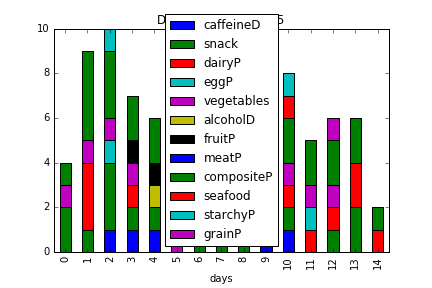 10
8
6
4
2
0
caffeineD
snack
dairyP
eggP
vegetables
alcoholD
fruitP
meatP
compositeP
seafood
starchyP
grainP
0 1 2 3 4 5 6 7 8 9 10 11 12 13 14
days